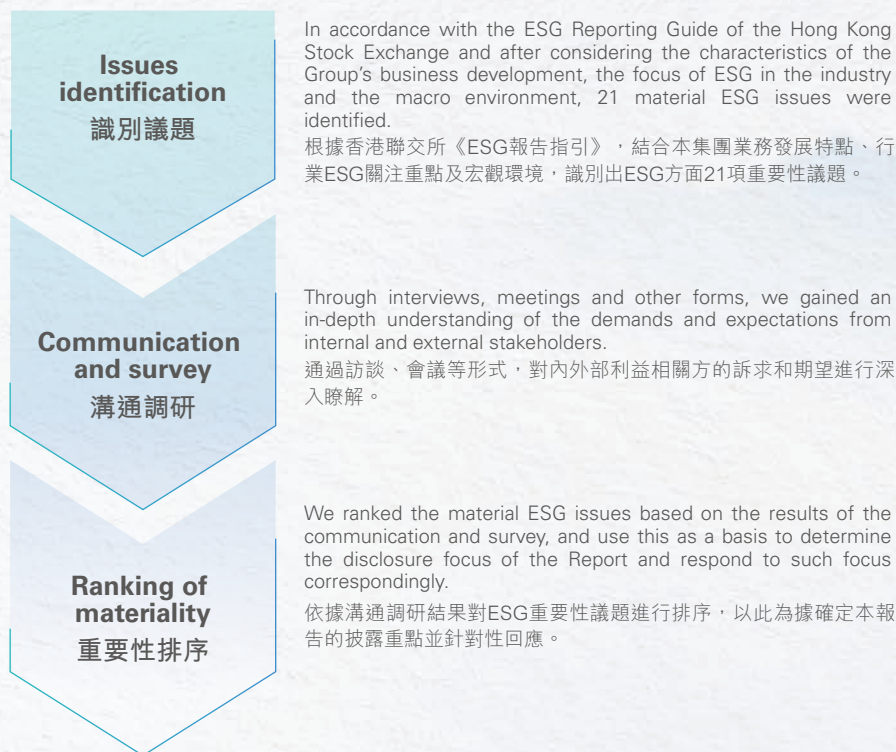 Issues
identification
識別議題
In accordance with the ESG Reporting Guide of the Hong Kong
Stock Exchange and after considering the characteristics of the
Group's business development, the focus of ESG in the industry
and the macro environment, 21 material ESG issues were
identified.
根據香港聯交所《ESG報告指引》，結合本集團業務發展特點、行
業ESG關注重點及宏觀環境，識別出ESG方面21項重要性議題。
Communication
and survey
溝通調研
Through interviews, meetings and other forms, we gained an
in-depth understanding of the demands and expectations from
internal and external stakeholders.
通過訪談、會議等形式，對內外部利益相關方的訴求和期望進行深
入瞭解。
Ranking of
materiality
重要性排序
We ranked the material ESG issues based on the results of the
communication and survey, and use this as a basis to determine
the disclosure focus of the Report and respond to such focus
correspondingly.
依據溝通調研結果對ESG重要性議題進行排序，以此為據確定本報
告的披露重點並針對性回應。